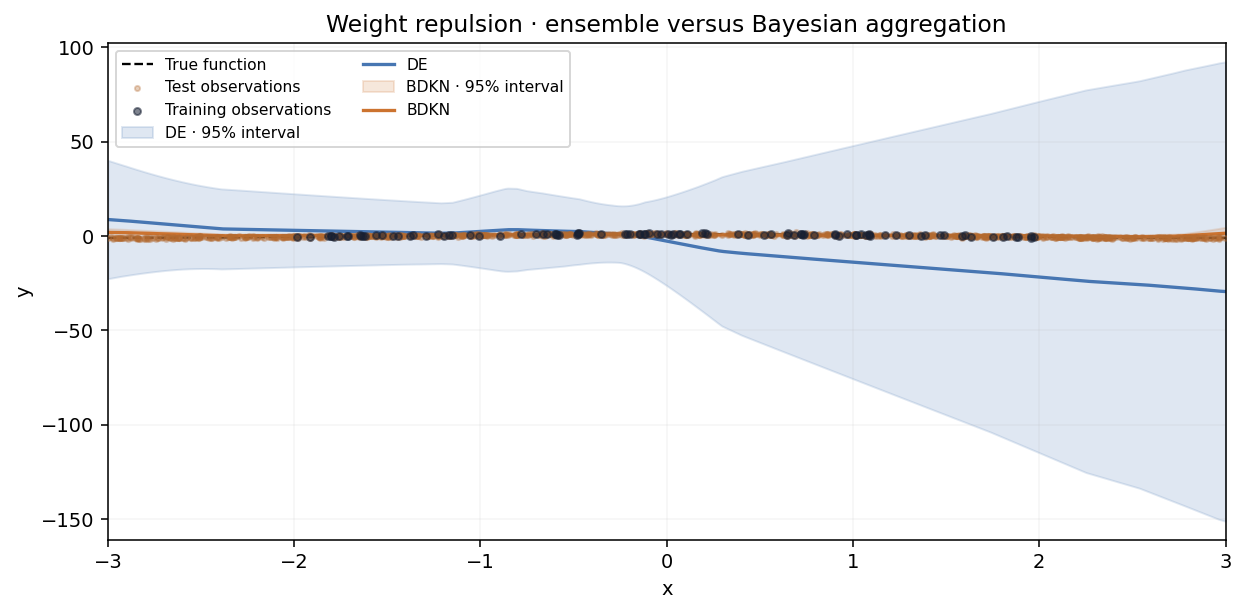 Weight repulsion · ensemble versus Bayesian aggregation
True function
Test observations
Training observations
DE · 95% interval
DE
BDKN · 95% interval
BDKN
100
50
0
−50
−100
−150
y
−3
−2
−1
0
1
2
3
x